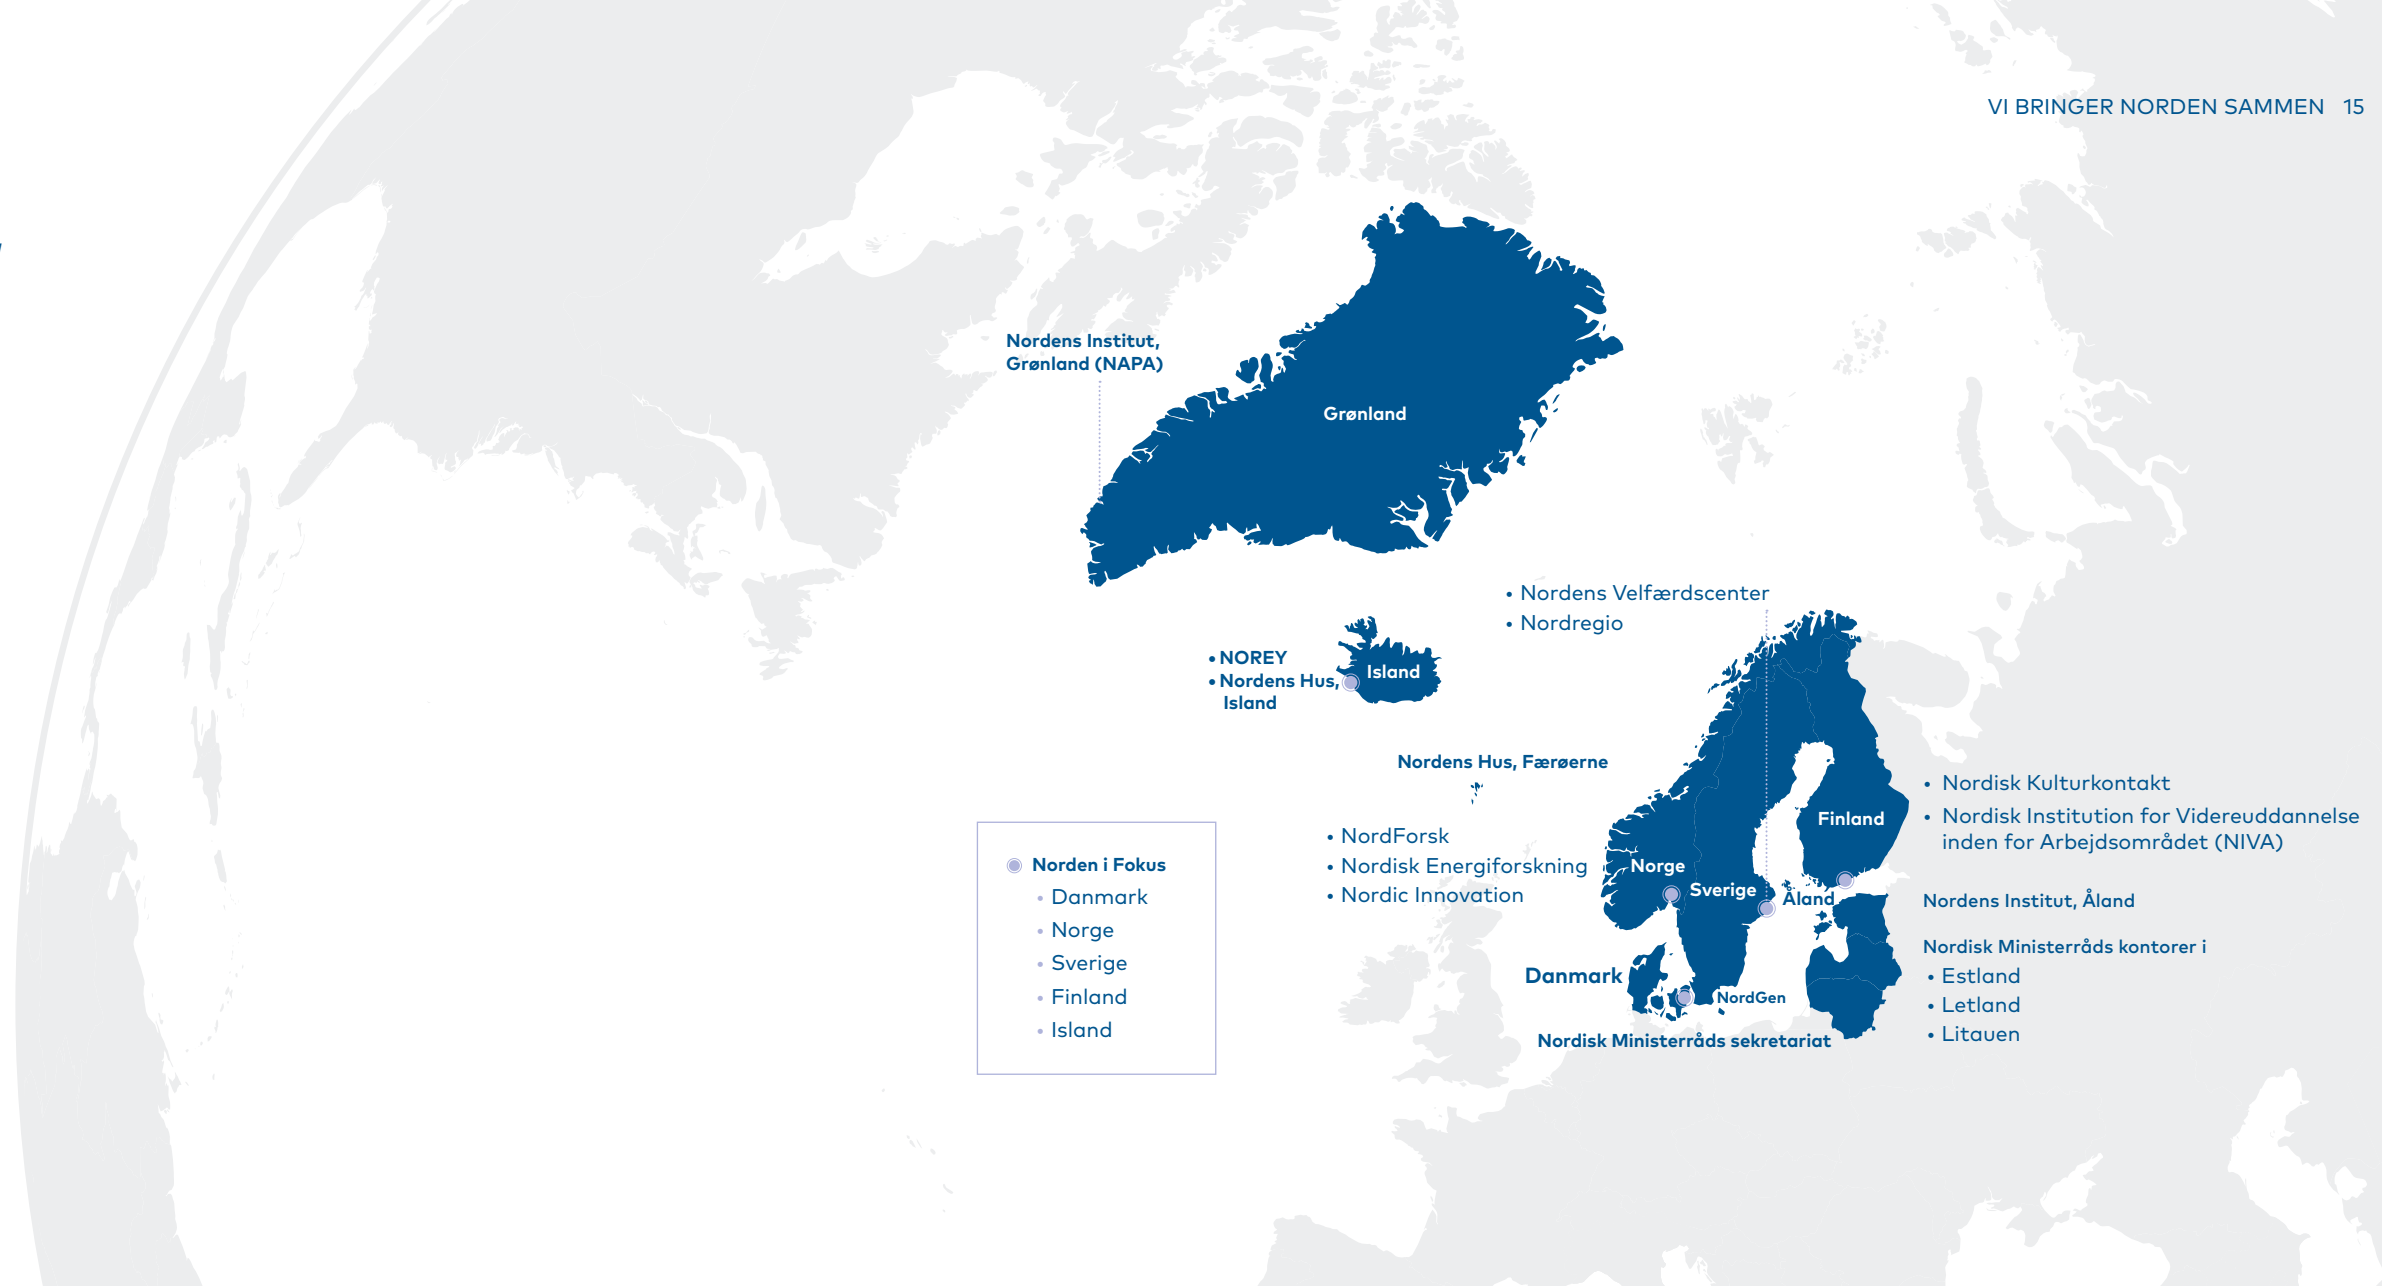 VI BRINGER NORDEN SAMMEN 15
Nordens Institut,
Grønland (NAPA)
Grønland
• Nordens Velfærdscenter
• Nordregio
• NOREY
• Nordens Hus,
Island
Island
Nordens Hus, Færøerne
• NordForsk
• Nordisk Energiforskning
• Nordic Innovation
Norge
Sverige
Finland
Åland
• Nordisk Kulturkontakt
• Nordisk Institution for Videreuddannelse
inden for Arbejdsområdet (NIVA)
Nordens Institut, Åland
Nordisk Ministerråds kontorer i
• Estland
• Letland
• Litauen
Danmark
NordGen
Nordisk Ministerråds sekretariat
Norden i Fokus
• Danmark
• Norge
• Sverige
• Finland
• Island